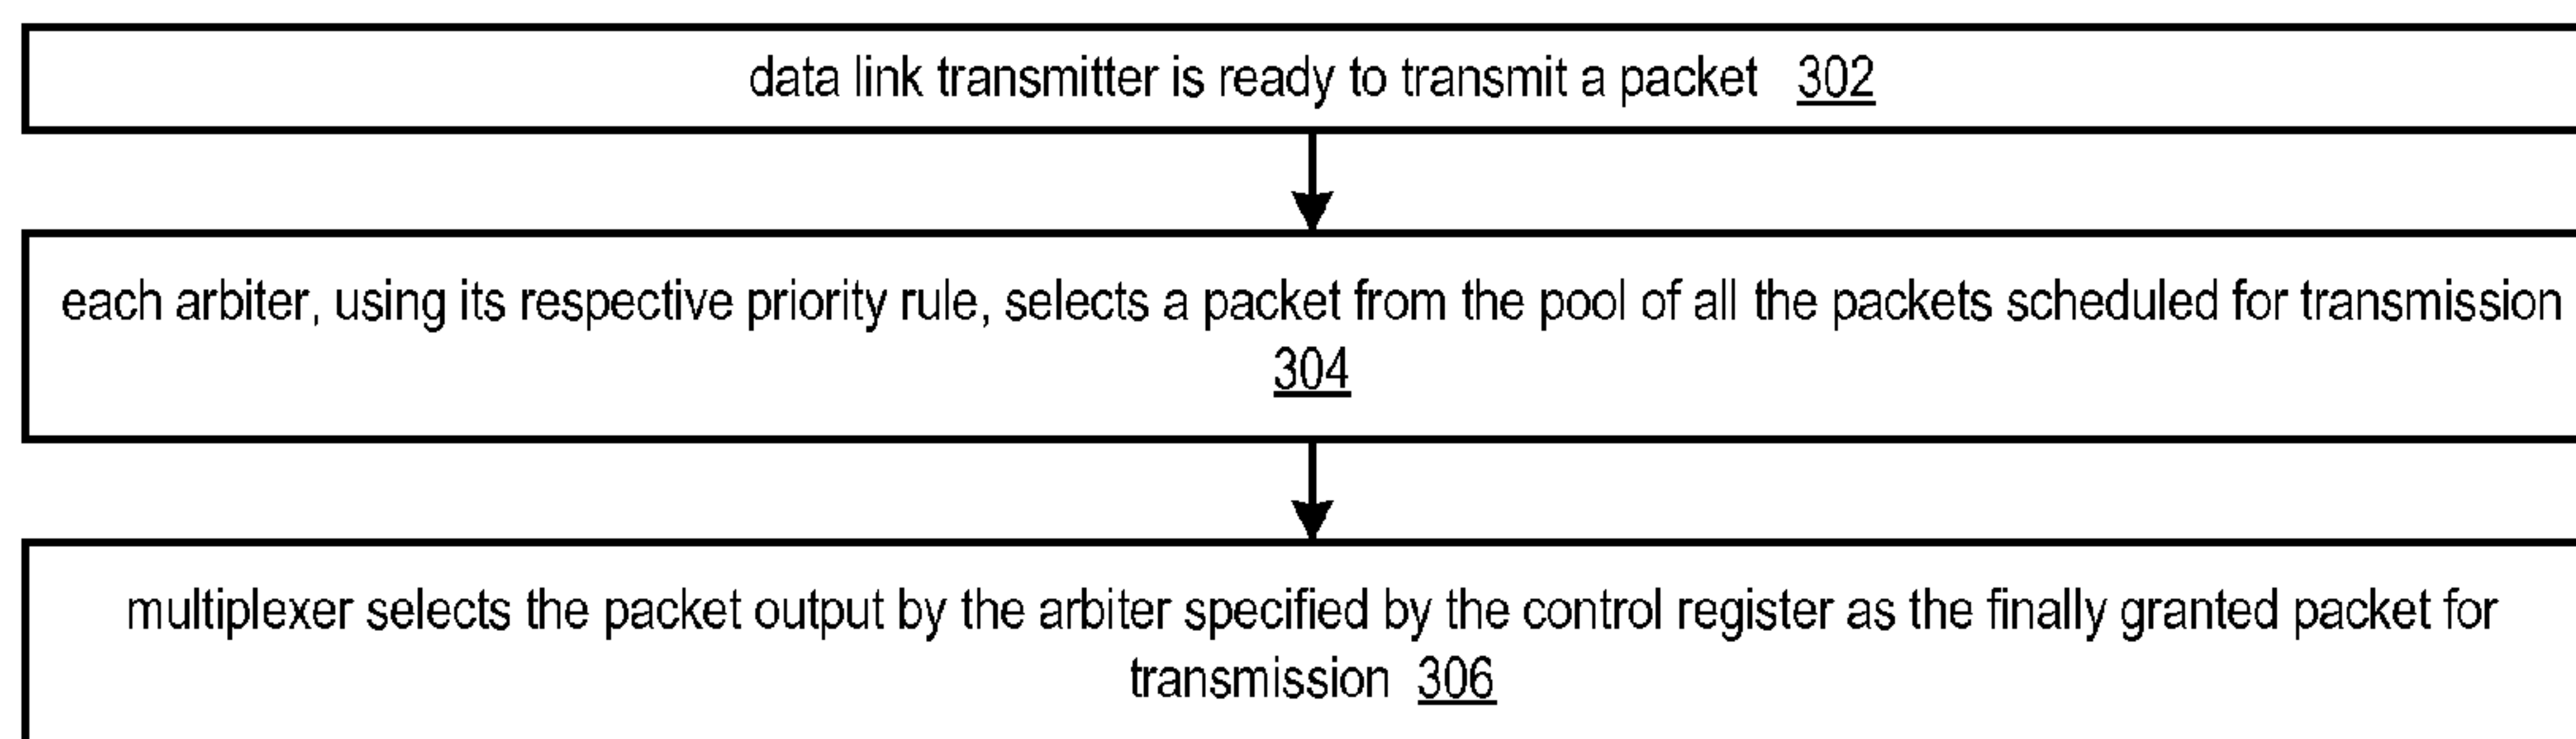 data link transmitter is ready to transmit a packet 302
each arbiter, using its respective priority rule, selects a packet from the pool of all the packets scheduled for transmission
304
multiplexer selects the packet output by the arbiter specified by the control register as the finally granted packet for
transmission 306